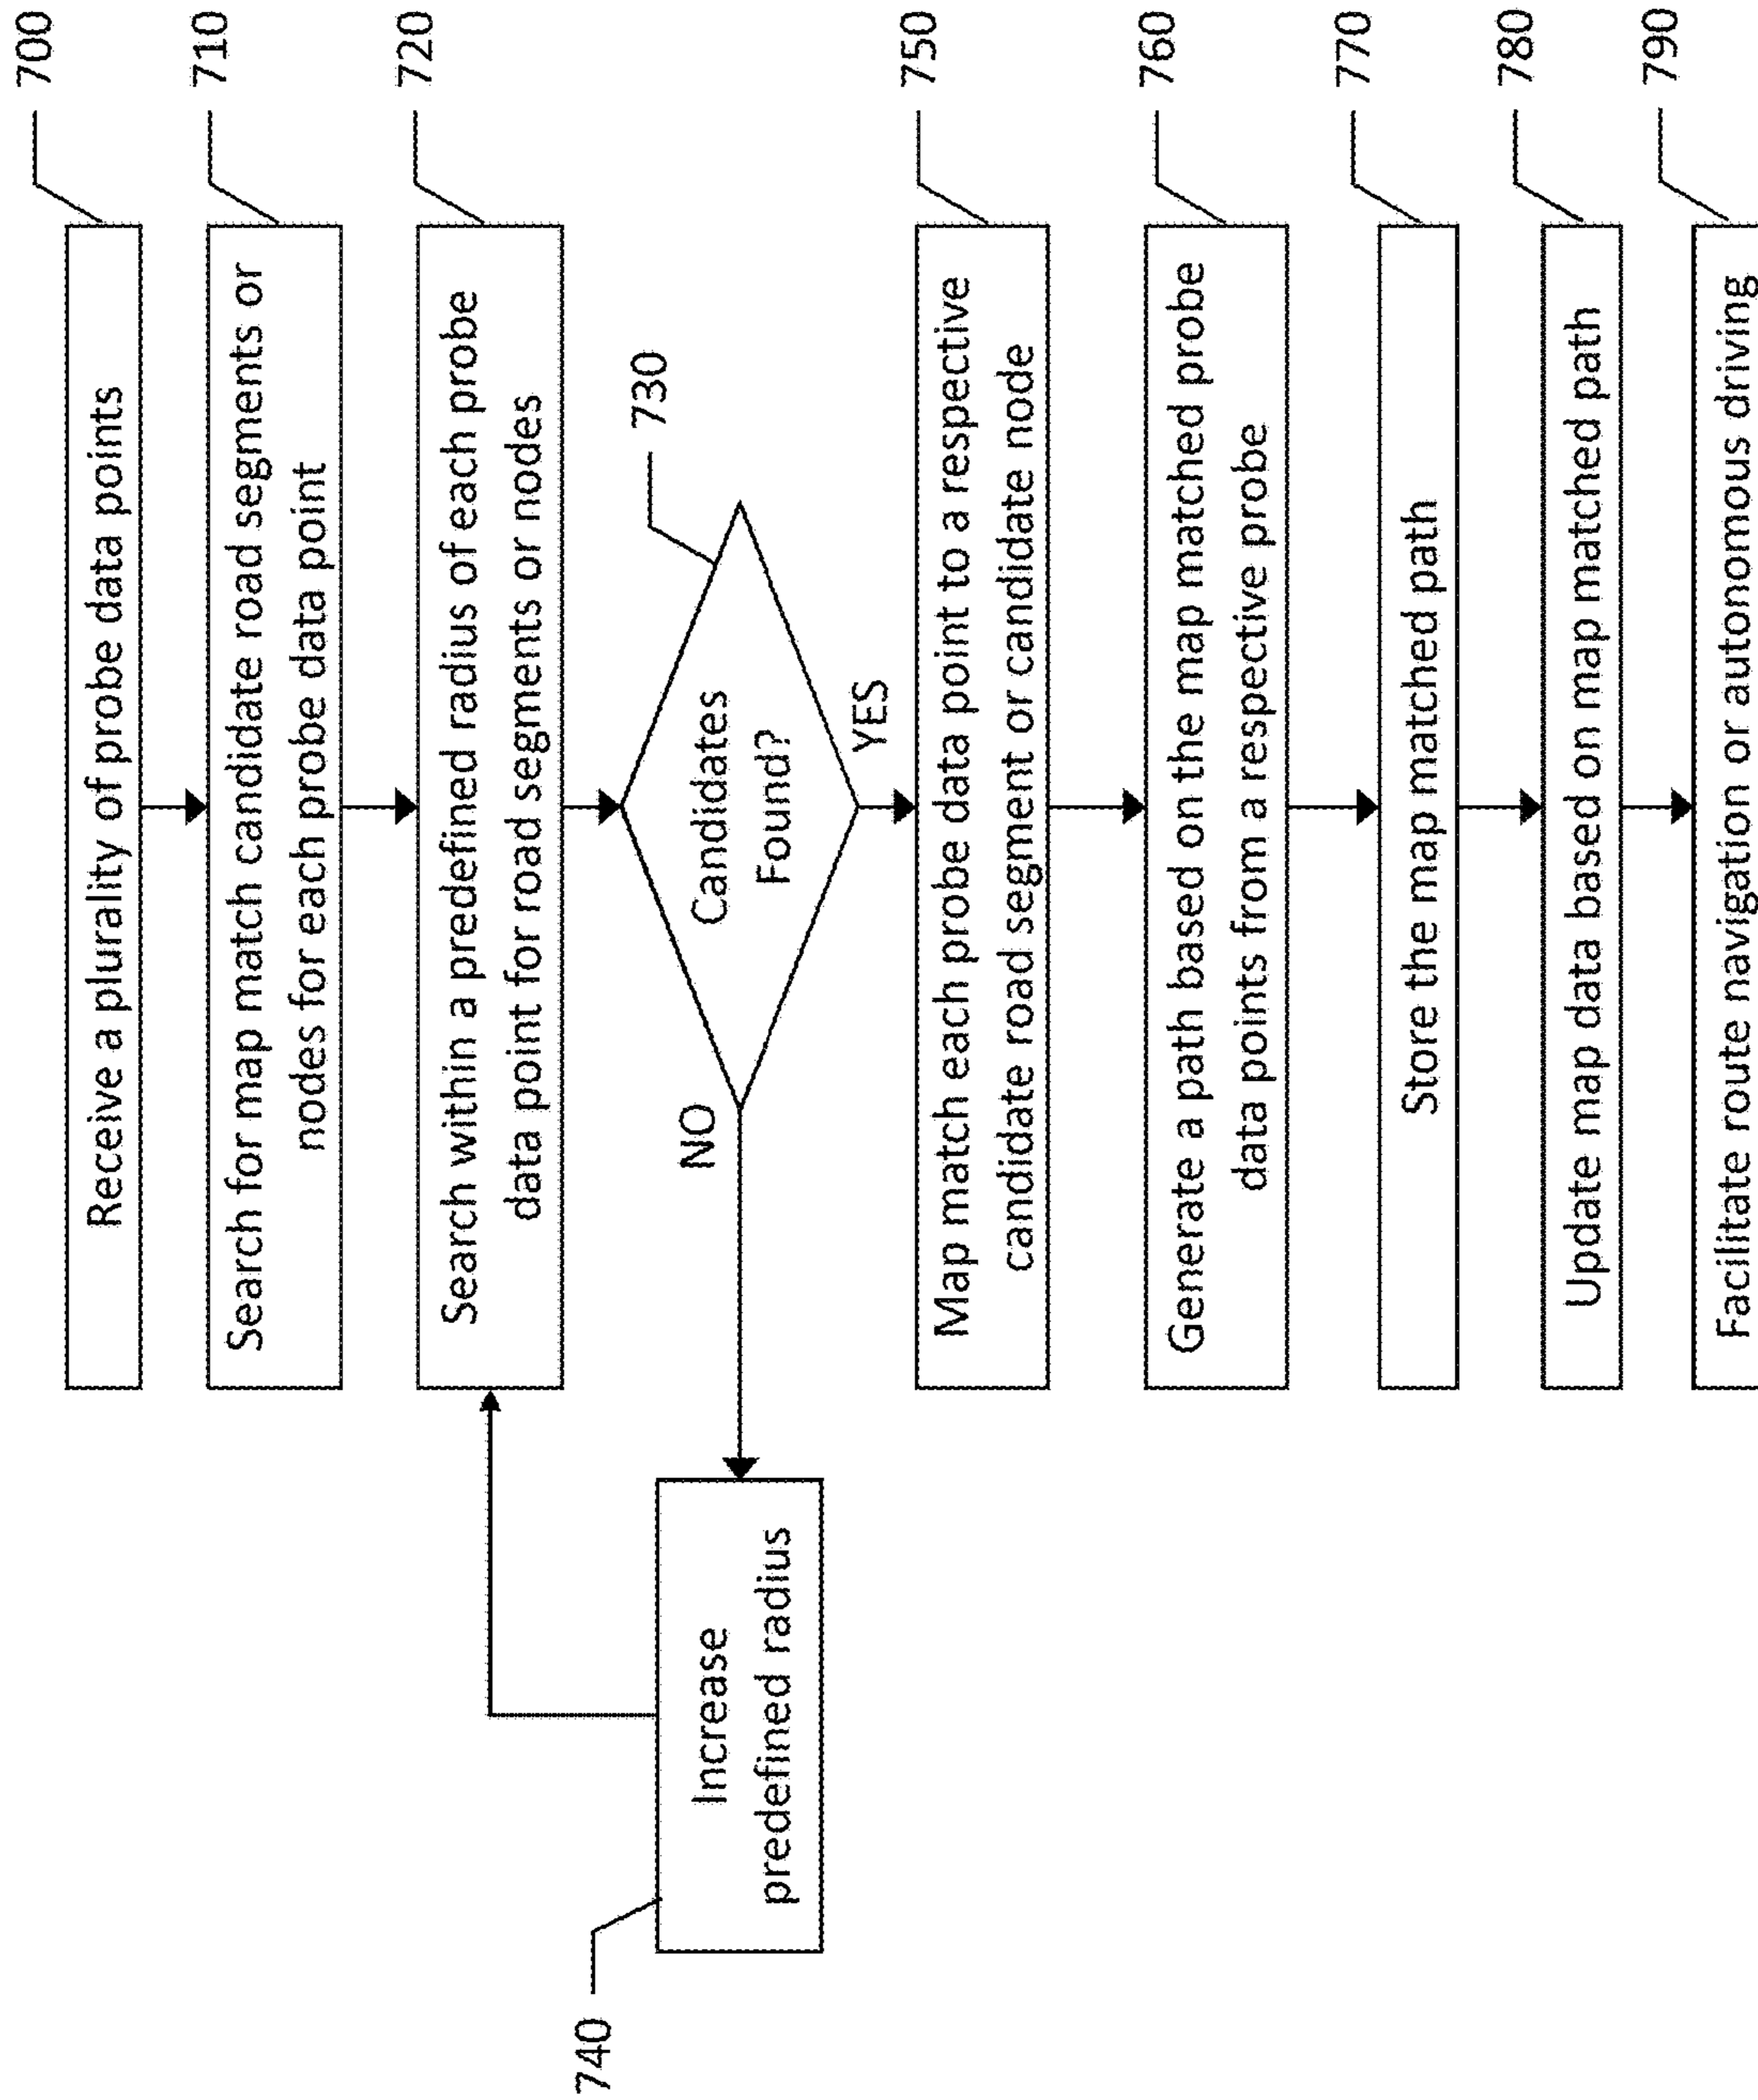 Receive a plurality of probe data points
700
Search for map match candidate road segments or
nodes for each probe data point
710
Search within a predefined radius of each probe
data point for road segments or nodes
720
Candidates
Found?
730
NO
YES
Increase
predefined radius
740
Map match each probe data point to a respective
candidate road segment or candidate node
750
Generate a path based on the map matched probe
data points from a respective probe
760
Store the map matched path
770
Update map data based on map matched path
780
Facilitate route navigation or autonomous driving
790